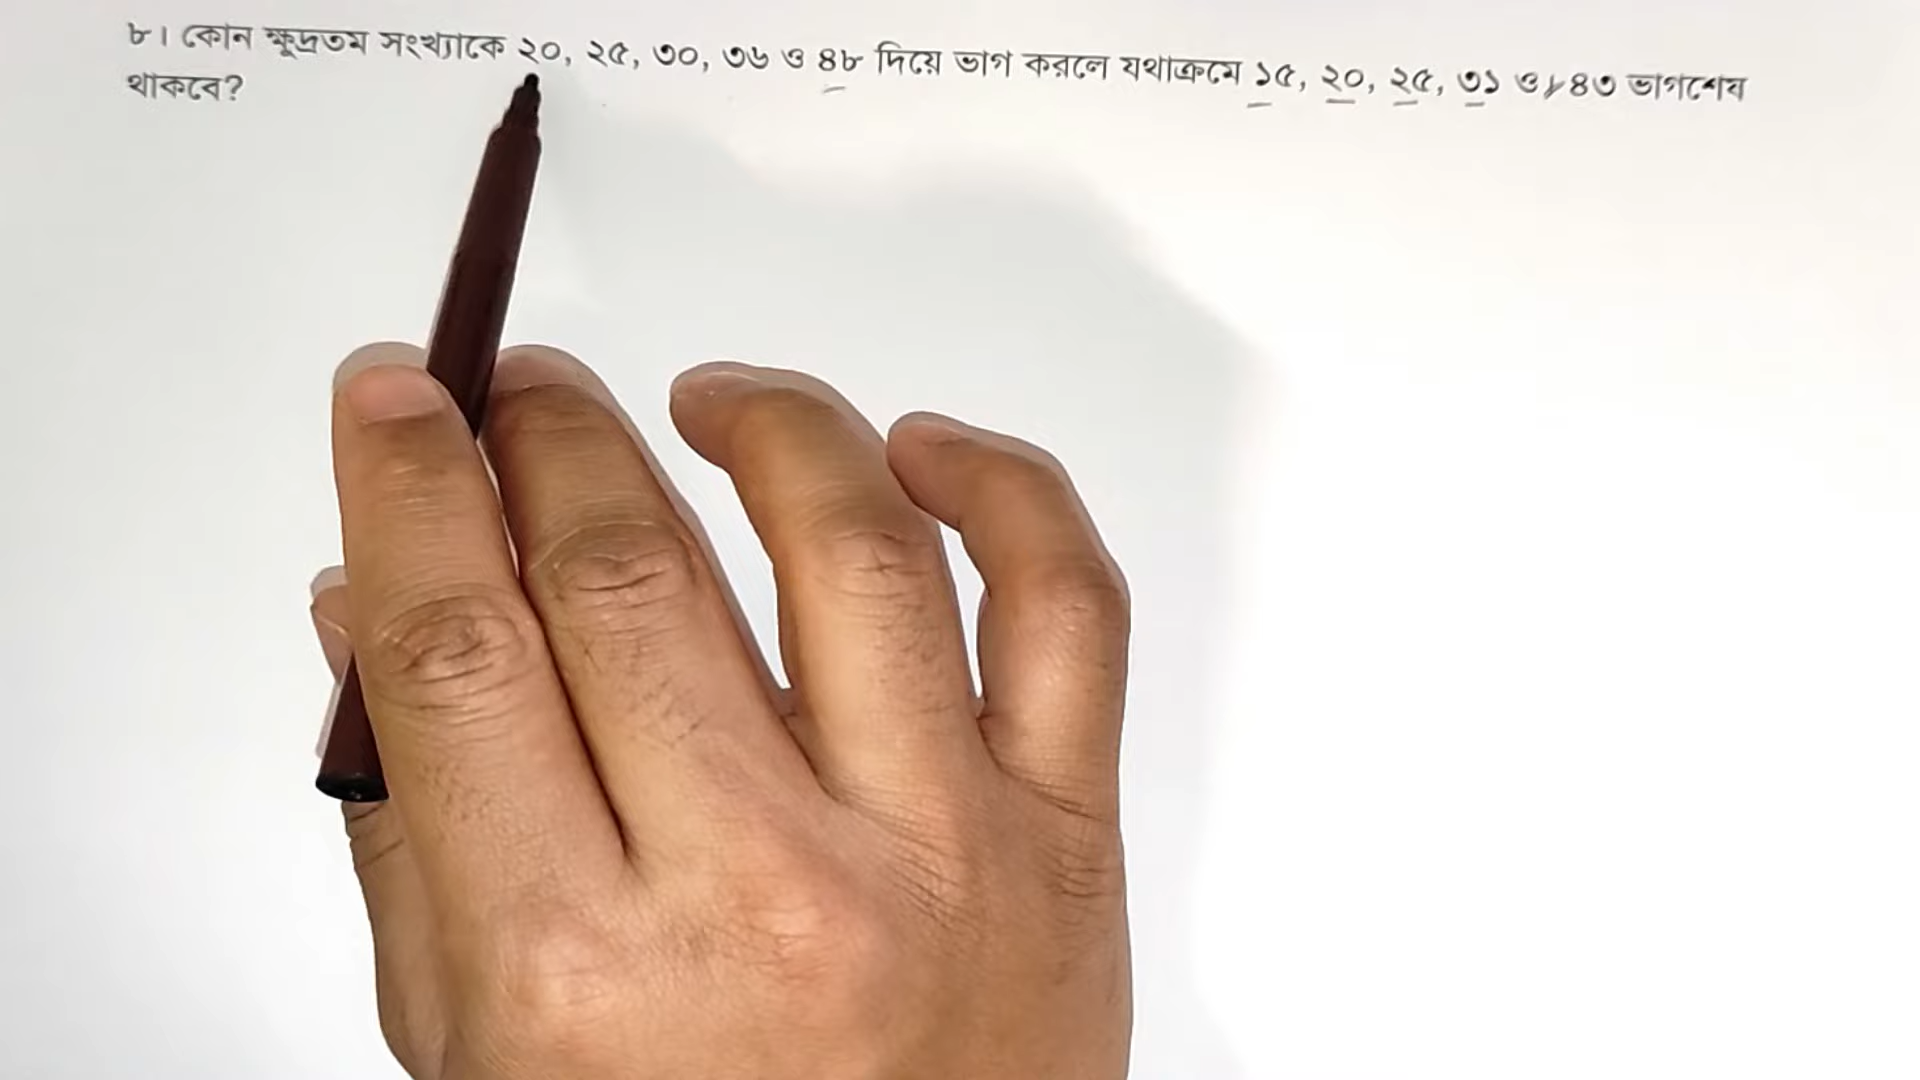 ৮। কোন ক্ষুদ্রতম সংখ্যাকে ২০, ২৫, ৩০, ৩৬ ও ৪৮ দিয়ে ভাগ করলে যথাক্রমে ১৫, ২০, ২৫, ৩১ ও ৪৩ ভাগশেষ
থাকবে?